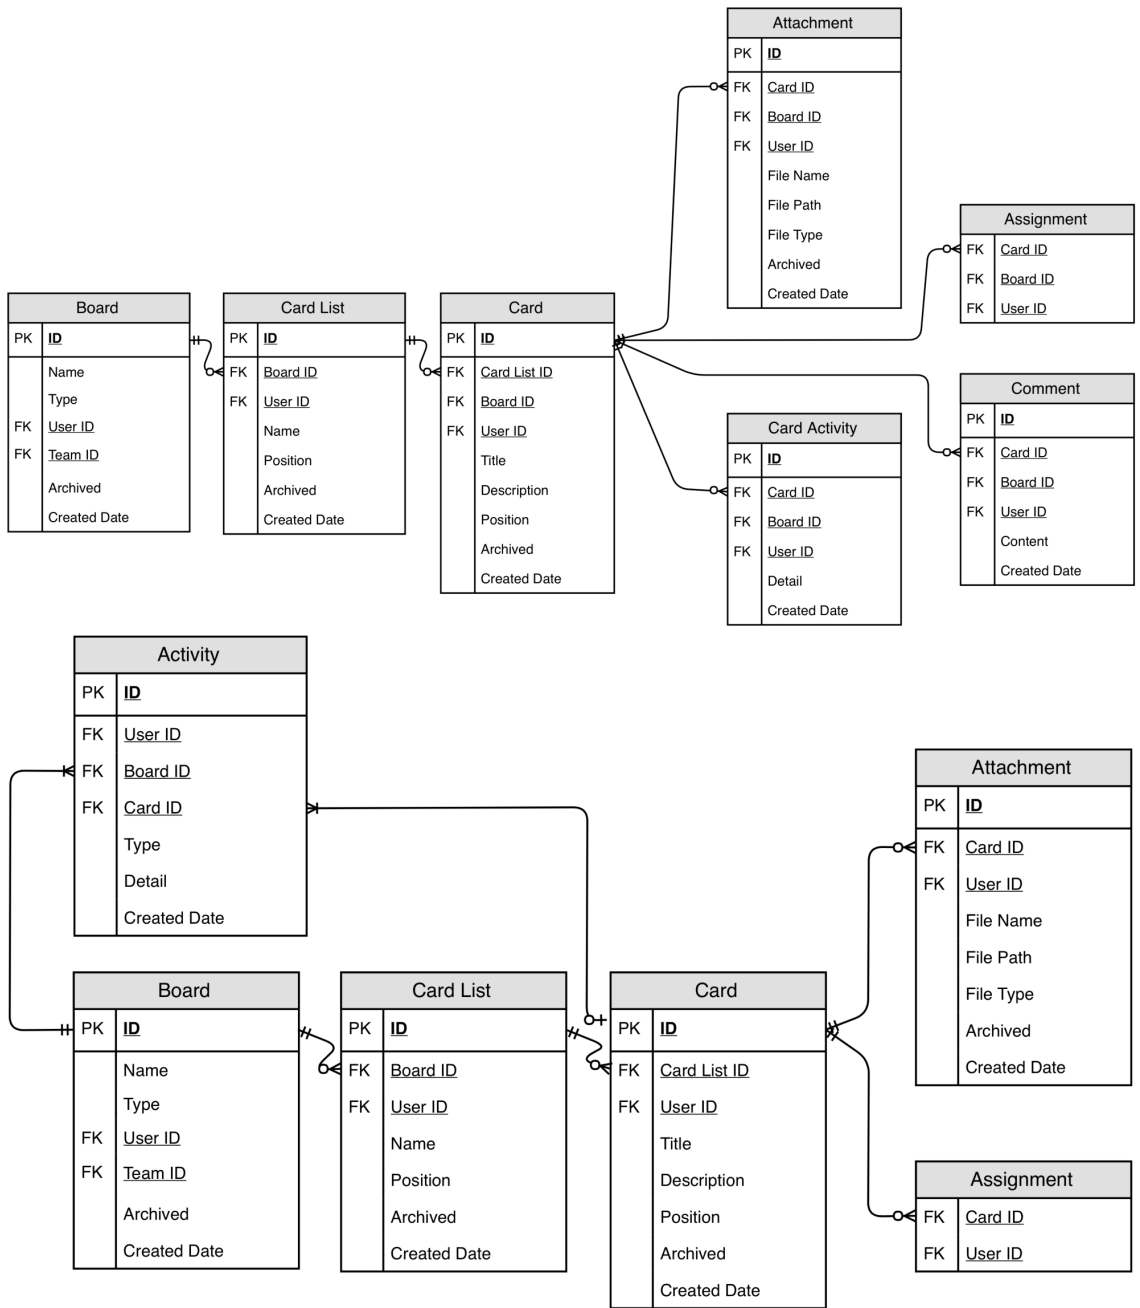 Attachment
PK ID
FK Card ID
FK Board ID
FK User ID
File Name
File Path
File Type
Archived
Created Date
Assignment
FK Card ID
FK Board ID
FK User ID
Board
PK ID
Name
Type
FK User ID
FK Team ID
Archived
Created Date
Card List
PK ID
FK Board ID
FK User ID
Name
Position
Archived
Created Date
Card
PK ID
FK Card List ID
FK Board ID
FK User ID
Title
Description
Position
Archived
Created Date
Card Activity
PK ID
FK Card ID
FK Board ID
FK User ID
Detail
Created Date
Comment
PK ID
FK Card ID
FK Board ID
FK User ID
Content
Created Date
Activity
PK ID
FK User ID
FK Board ID
FK Card ID
Type
Detail
Created Date
Board
PK ID
Name
Type
FK User ID
FK Team ID
Archived
Created Date
Card List
PK ID
FK Board ID
FK User ID
Name
Position
Archived
Created Date
Card
PK ID
FK Card List ID
FK User ID
Title
Description
Position
Archived
Created Date
Attachment
PK ID
FK Card ID
FK User ID
File Name
File Path
File Type
Archived
Created Date
Assignment
FK Card ID
FK User ID